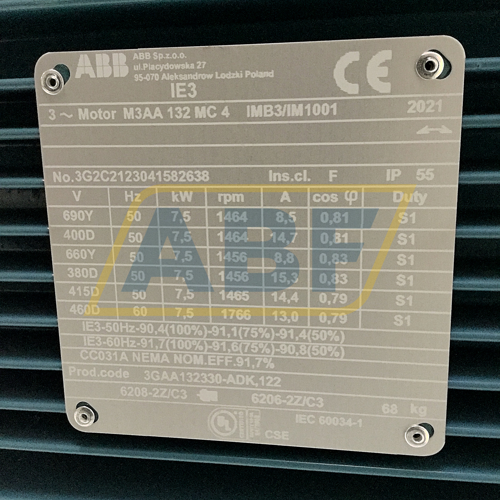 ABB
ABB Sp.z.o.o.
ul.Placydowska 27
95-070 Aleksandrow Lodzki Poland
CE
IE3
3 ~ Motor M3AA 132 MC 4 IMB3/IM1001 2021
No.3G2C2123041582638 Ins.cl. F IP 55
V Hz kW rpm A cos φ Duty
690Y 50 7,5 1464 8,5 0,81 S1
400D 50 7,5 1464 14,7 0,81 S1
660Y 50 7,5 1456 8,8 0,83 S1
380D 50 7,5 1456 15,3 0,83 S1
415D 50 7,5 1465 14,4 0,79 S1
460D 60 7,5 1766 13,0 0,79 S1
IE3-50Hz-90,4(100%)-91,1(75%)-91,4(50%)
IE3-60Hz-91,7(100%)-91,6(75%)-90,8(50%)
CC031A NEMA NOM.EFF.91,7%
Prod.code 3GAA132330-ADK,122
6208-2Z/C3 6206-2Z/C3 68 kg
IEC 60034-1
CSE
ABF